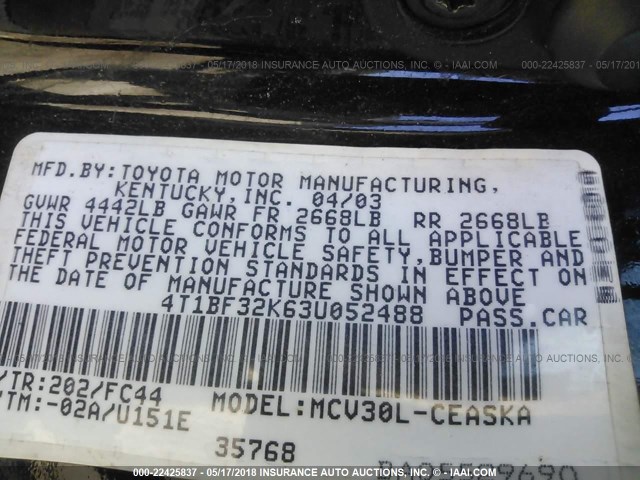 000-22425837 - 05/17/2018 INSURANCE AUTO AUCTIONS, INC. © - IAAI.COM
MFD.BY:TOYOTA MOTOR MANUFACTURING,
KENTUCKY,INC. 04/03
GVWR 4442LB GAWR FR 2668LB RR 2668LB
THIS VEHICLE CONFORMS TO ALL APPLICABLE
FEDERAL MOTOR VEHICLE SAFETY,BUMPER AND
THEFT PREVENTION STANDARDS IN EFFECT ON
THE DATE OF MANUFACTURE SHOWN ABOVE
4T1BF32K63U052488 PASS.CAR
/TR:202/FC44
/TM:-02A/U151E
MODEL:MCV30L-CEASKA
35768
000-22425837 - 05/17/2018 INSURANCE AUTO AUCTIONS, INC. © - IAAI.COM